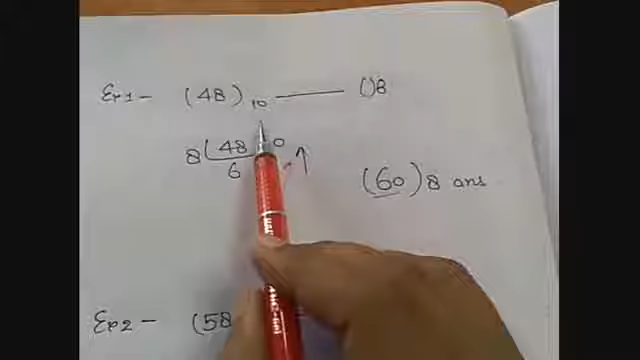 Ex1 - (48)10 —— ()8
8(48 0
6
(60)8 ans
Ex2 - (58